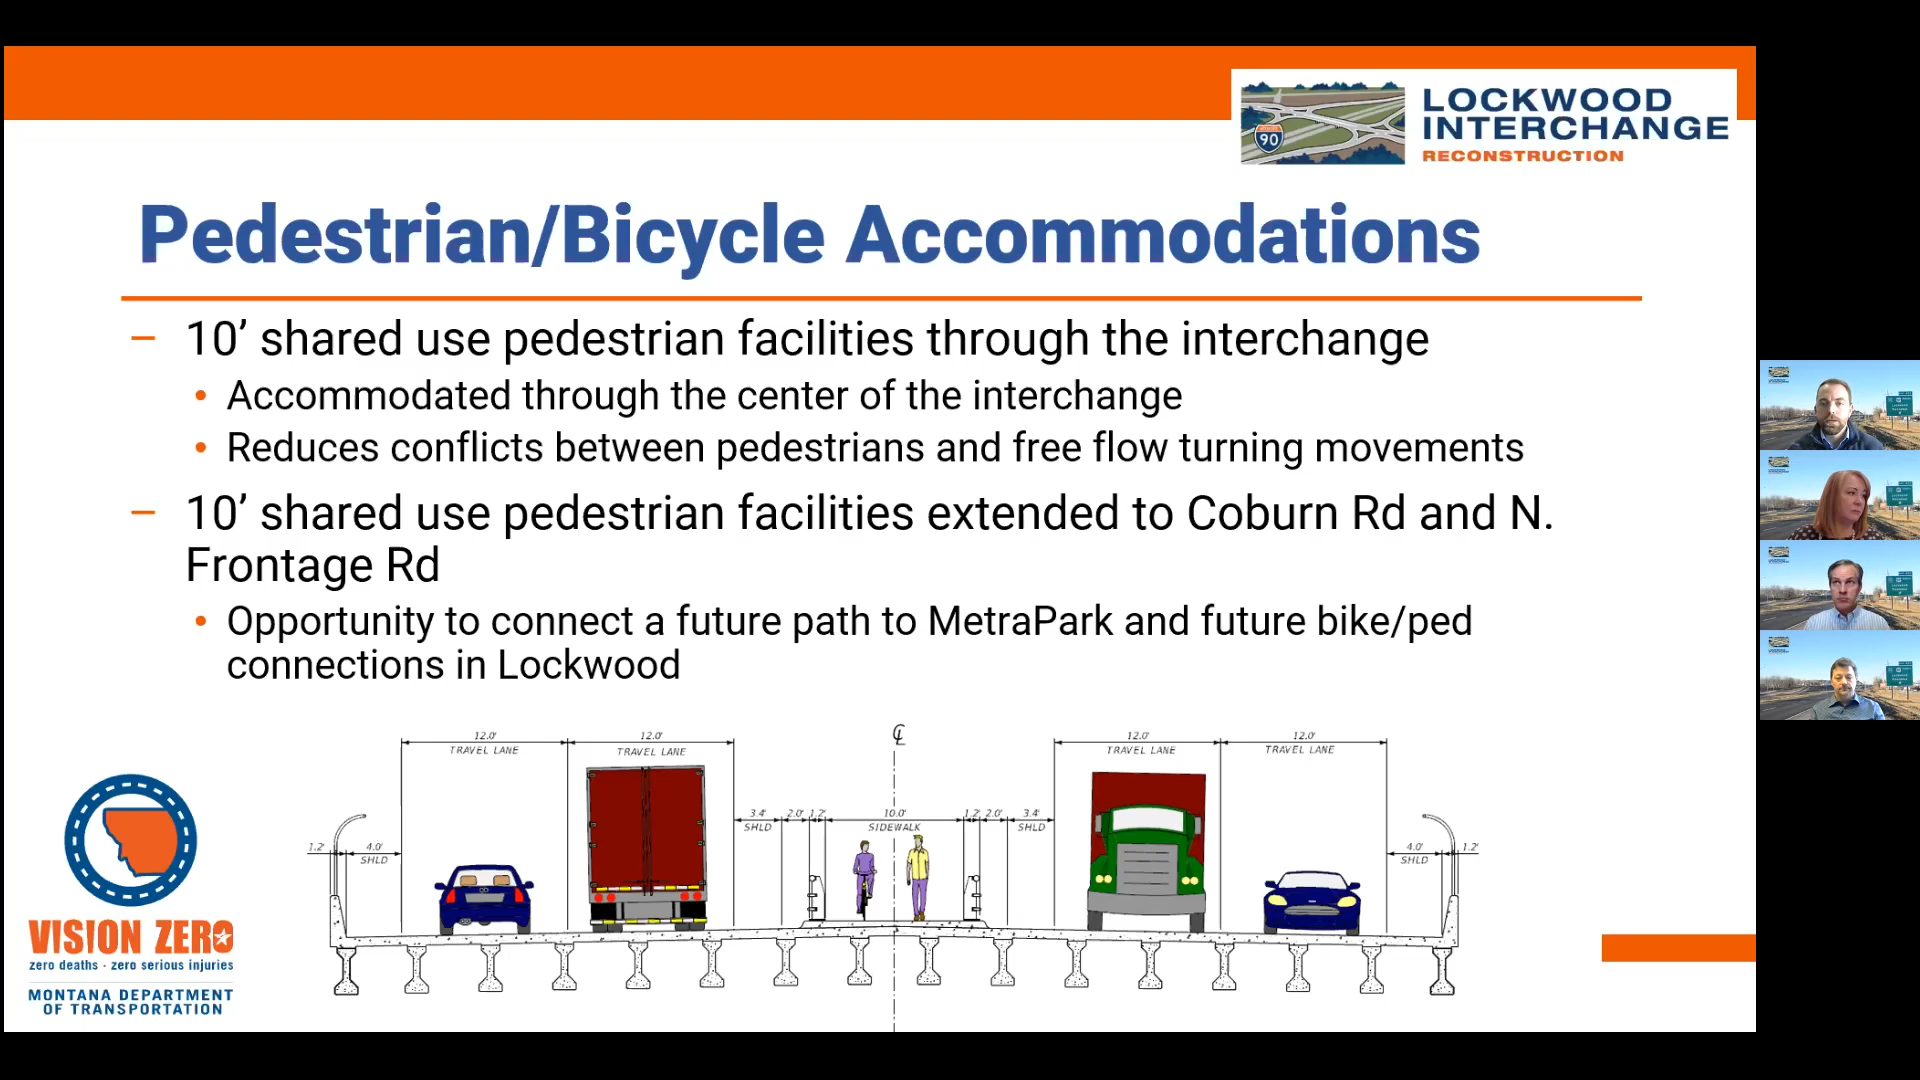 LOCKWOOD
INTERCHANGE
RECONSTRUCTION
90
Pedestrian/Bicycle Accommodations
– 10’ shared use pedestrian facilities through the interchange
• Accommodated through the center of the interchange
• Reduces conflicts between pedestrians and free flow turning movements
– 10’ shared use pedestrian facilities extended to Coburn Rd and N.
Frontage Rd
• Opportunity to connect a future path to MetraPark and future bike/ped
connections in Lockwood
12.0' 12.0' ℄ 12.0' 12.0'
TRAVEL LANE TRAVEL LANE TRAVEL LANE TRAVEL LANE
3.4' 2.0' 1.2' 10.0' 1.2' 2.0' 3.4'
SHLD SIDEWALK SHLD
1.2' 4.0' 4.0' 1.2'
SHLD SHLD
VISION ZERO
zero deaths · zero serious injuries
MONTANA DEPARTMENT
OF TRANSPORTATION